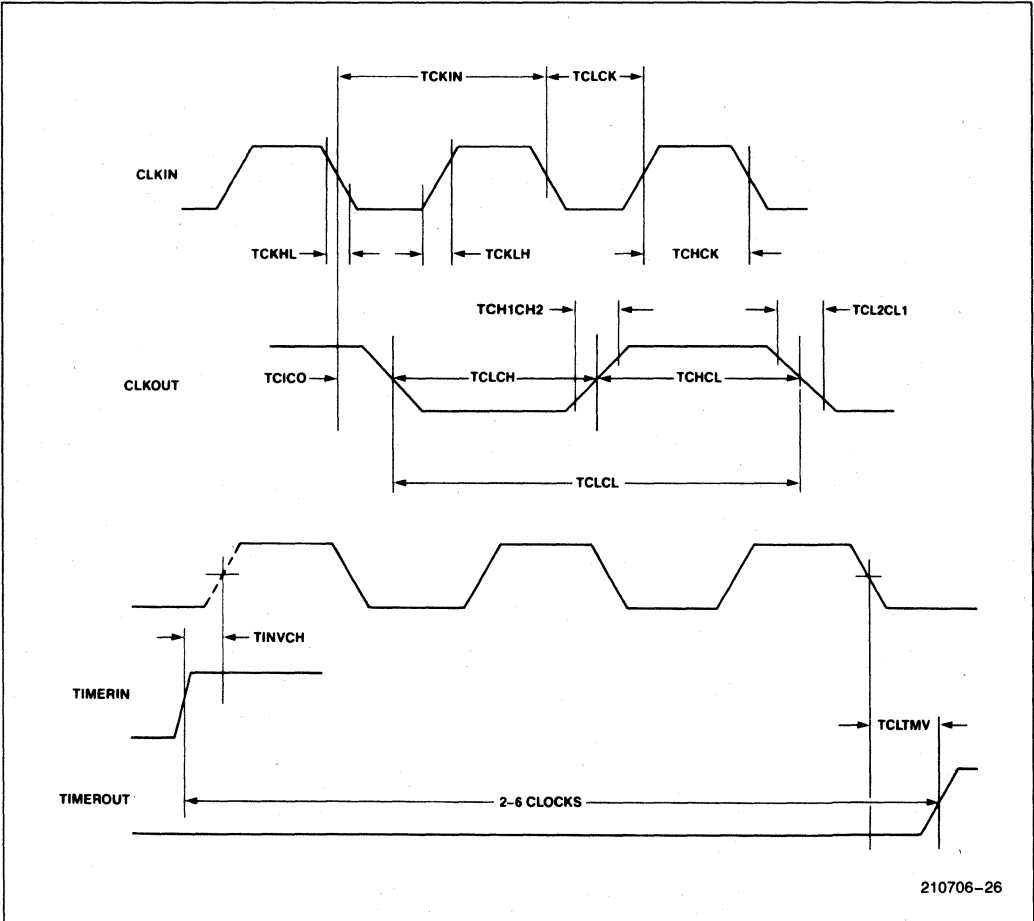 TCKIN TCLCK
CLKIN
TCKHL TCKLH TCHCK
TCH1CH2 TCL2CL1
CLKOUT TCICO TCLCH TCHCL
TCLCL
TINVCH
TIMERIN
TCLTMV
TIMEROUT 2–6 CLOCKS
210706–26